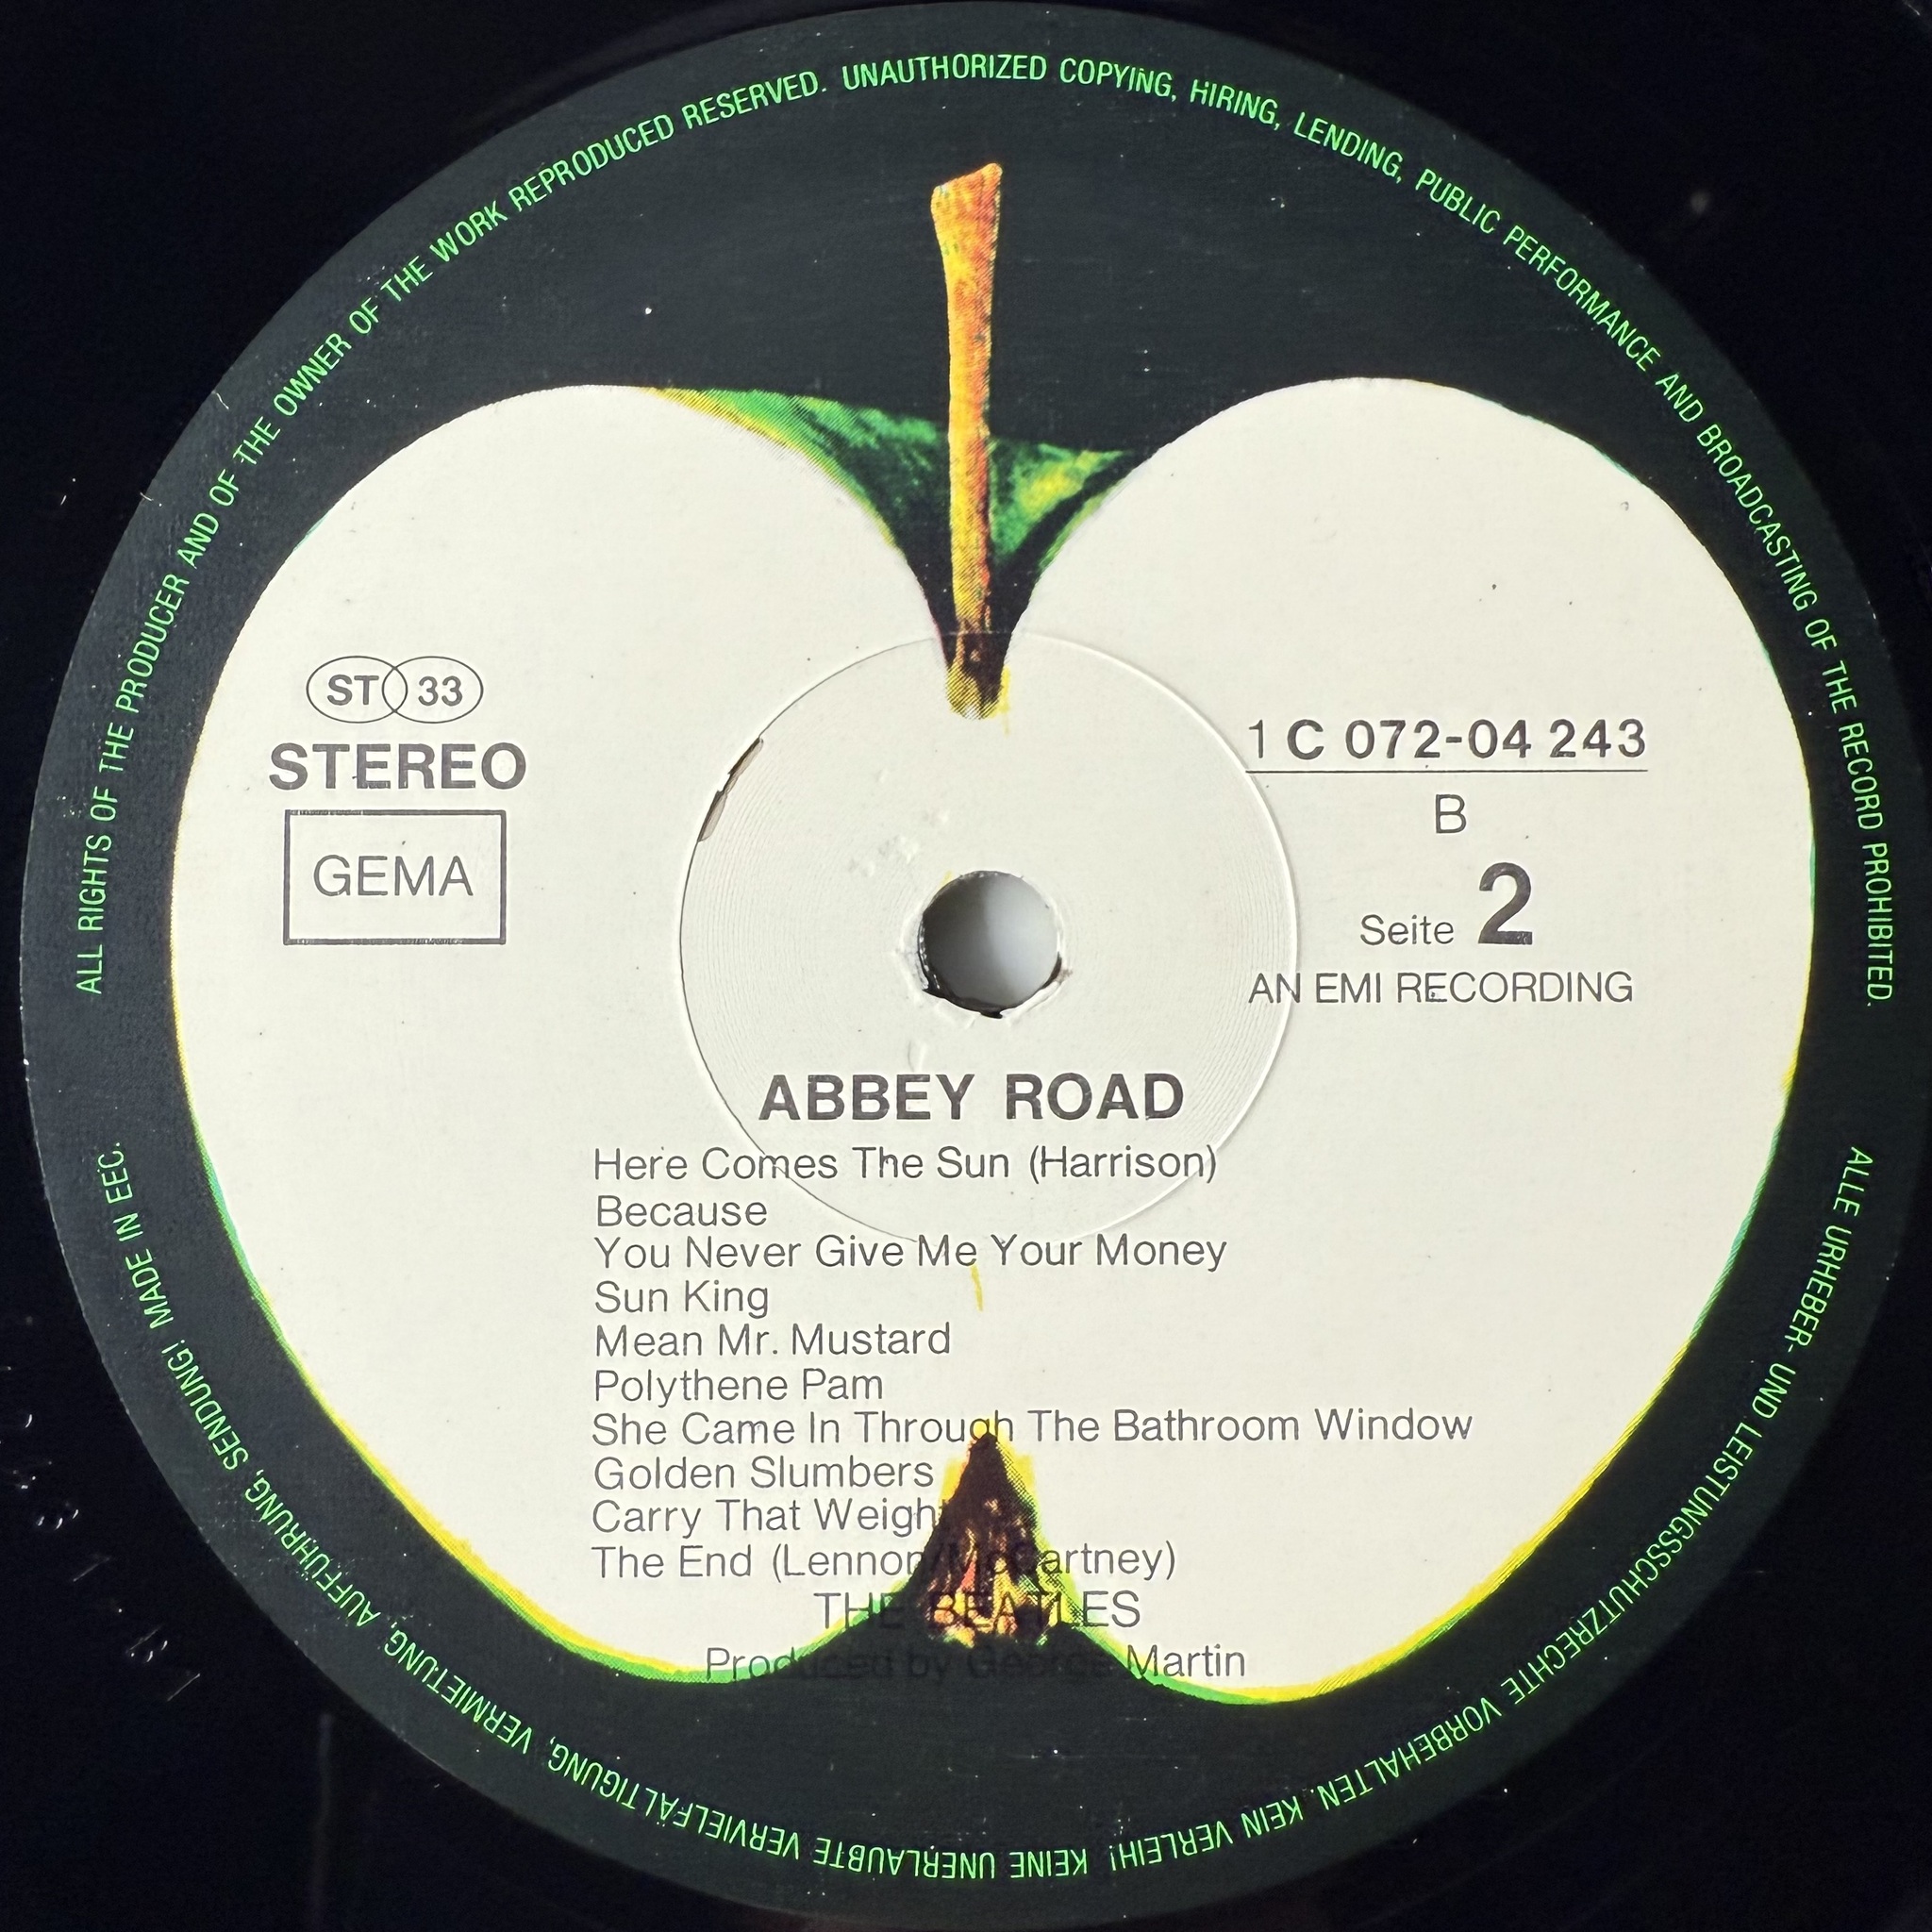 ALL RIGHTS OF THE PRODUCER AND OF THE OWNER OF THE WORK REPRODUCED RESERVED. UNAUTHORIZED COPYING, HIRING, LENDING, PUBLIC PERFORMANCE AND BROADCASTING OF THE RECORD PROHIBITED.
ST 33
STEREO
GEMA
1 C 072-04 243
B
Seite 2
AN EMI RECORDING
ABBEY ROAD
Here Comes The Sun (Harrison)
Because
You Never Give Me Your Money
Sun King
Mean Mr. Mustard
Polythene Pam
She Came In Through The Bathroom Window
Golden Slumbers
Carry That Weight
The End (Lennon/McCartney)
THE BEATLES
Produced by George Martin
ALLE URHEBER- UND LEISTUNGSSCHUTZRECHTE VORBEHALTEN. KEIN VERLEIH! KEINE UNERLAUBTE VERVIELFÄLTIGUNG, VERMIETUNG, AUFFÜHRUNG, SENDUNG! MADE IN EEC.